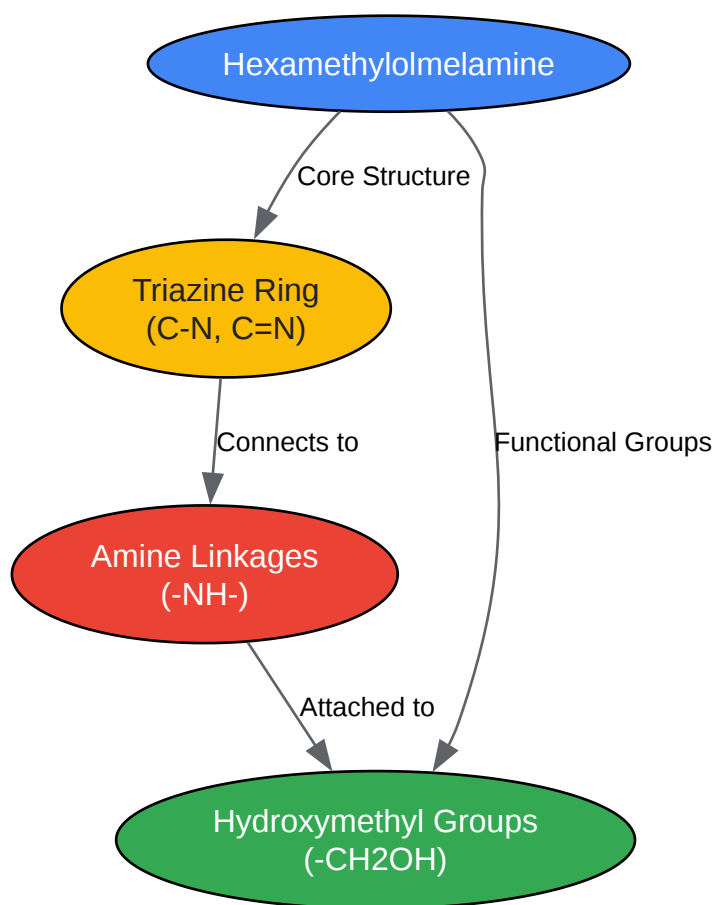 Hexamethylolmelamine
Core Structure
Triazine Ring
(C-N, C=N)
Connects to
Functional Groups
Amine Linkages
(-NH-)
Attached to
Hydroxymethyl Groups
(-CH2OH)